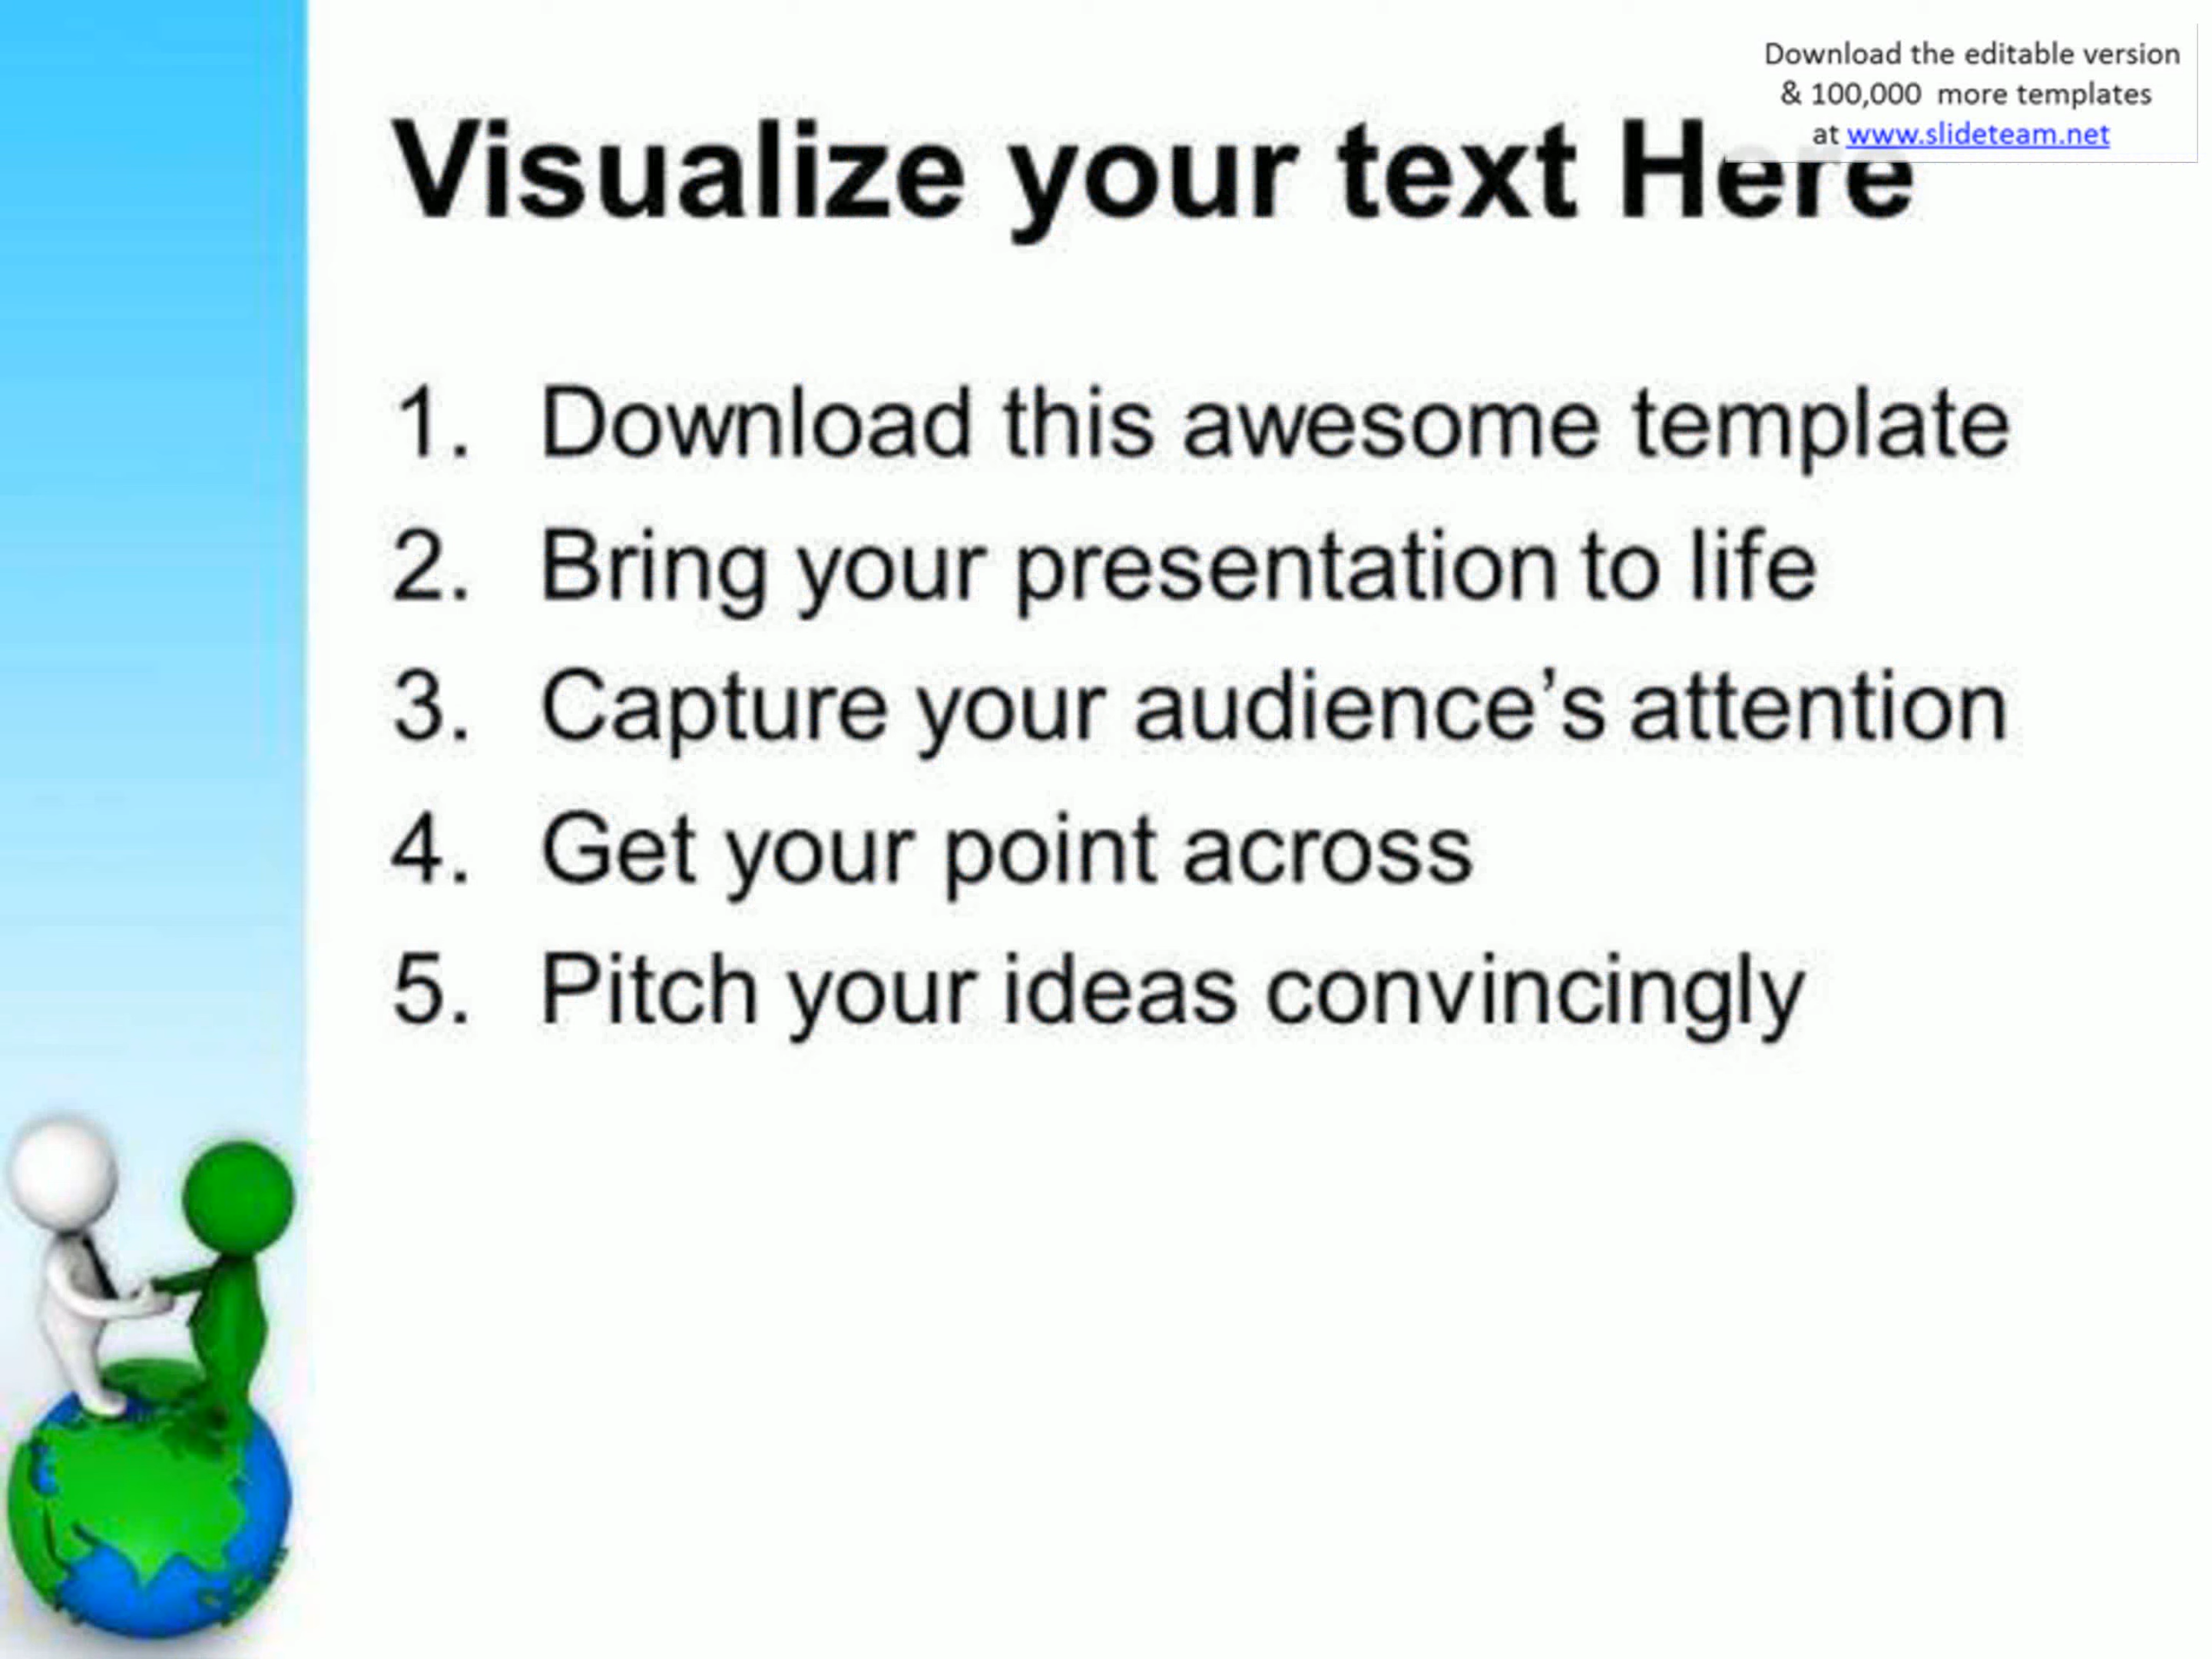 Download the editable version
& 100,000 more templates
at www.slideteam.net
Visualize your text Here
1. Download this awesome template
2. Bring your presentation to life
3. Capture your audience’s attention
4. Get your point across
5. Pitch your ideas convincingly